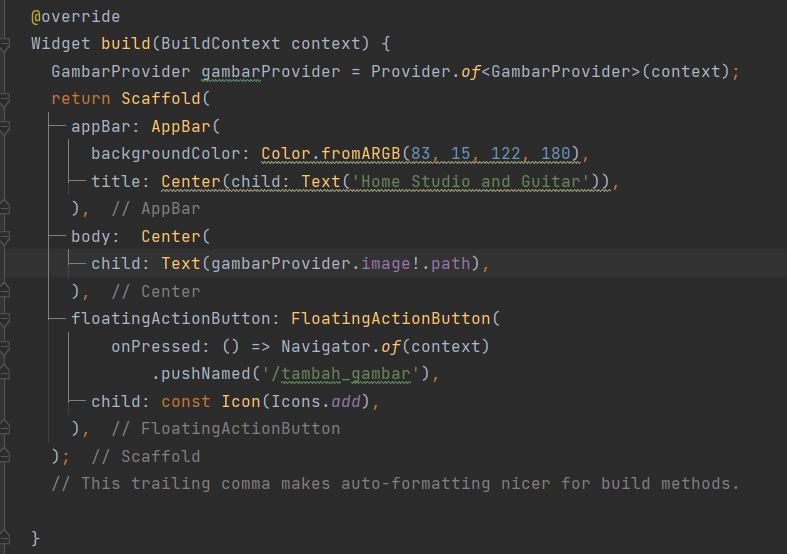 @override
Widget build(BuildContext context) {
  GambarProvider gambarProvider = Provider.of<GambarProvider>(context);
  return Scaffold(
    appBar: AppBar(
      backgroundColor: Color.fromARGB(83, 15, 122, 180),
      title: Center(child: Text('Home Studio and Guitar')),
    ),  // AppBar
    body:  Center(
      child: Text(gambarProvider.image!.path),
    ),  // Center
    floatingActionButton: FloatingActionButton(
        onPressed: () => Navigator.of(context)
            .pushNamed('/tambah_gambar'),
      child: const Icon(Icons.add),
    ),  // FloatingActionButton
  );  // Scaffold
  // This trailing comma makes auto-formatting nicer for build methods.
}